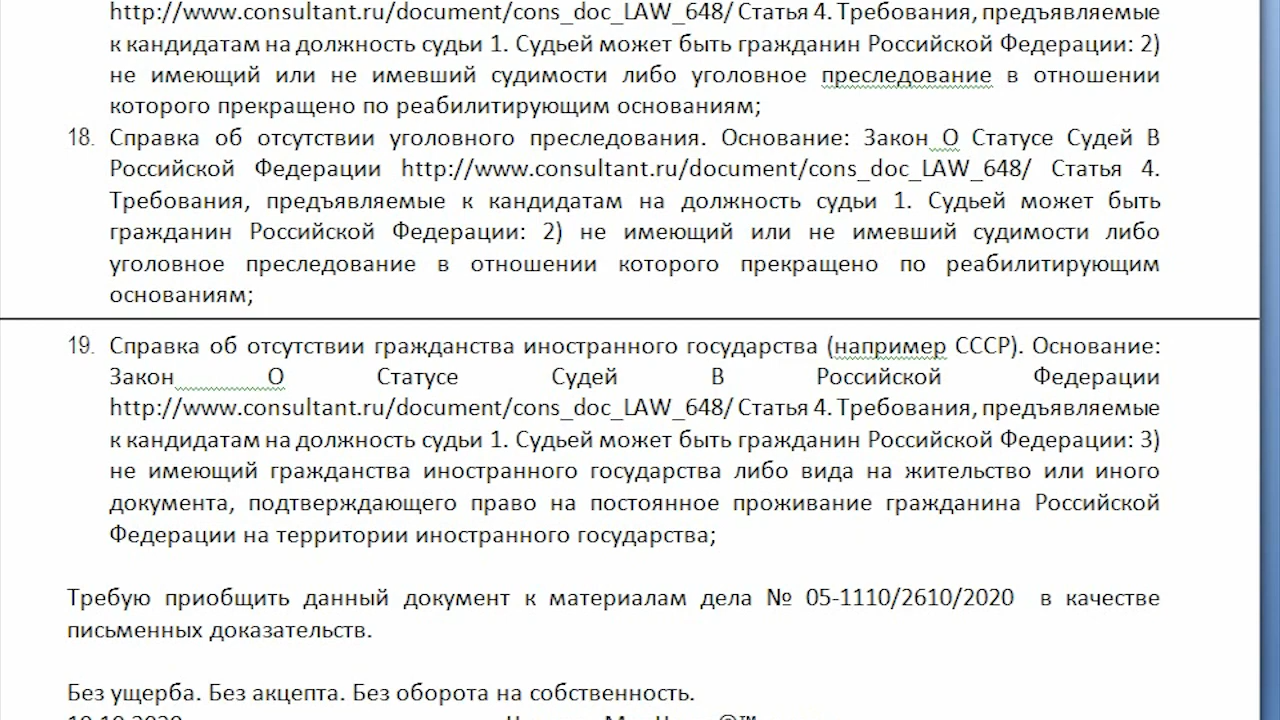 http://www.consultant.ru/document/cons_doc_LAW_648/ Статья 4. Требования, предъявляемые
к кандидатам на должность судьи 1. Судьей может быть гражданин Российской Федерации: 2)
не имеющий или не имевший судимости либо уголовное преследование в отношении
которого прекращено по реабилитирующим основаниям;
18. Справка об отсутствии уголовного преследования. Основание: Закон О Статусе Судей В
Российской Федерации http://www.consultant.ru/document/cons_doc_LAW_648/ Статья 4.
Требования, предъявляемые к кандидатам на должность судьи 1. Судьей может быть
гражданин Российской Федерации: 2) не имеющий или не имевший судимости либо
уголовное преследование в отношении которого прекращено по реабилитирующим
основаниям;
19. Справка об отсутствии гражданства иностранного государства (например СССР). Основание:
Закон О Статусе Судей В Российской Федерации
http://www.consultant.ru/document/cons_doc_LAW_648/ Статья 4. Требования, предъявляемые
к кандидатам на должность судьи 1. Судьей может быть гражданин Российской Федерации: 3)
не имеющий гражданства иностранного государства либо вида на жительство или иного
документа, подтверждающего право на постоянное проживание гражданина Российской
Федерации на территории иностранного государства;
Требую приобщить данный документ к материалам дела № 05-1110/2610/2020 в качестве
письменных доказательств.
Без ущерба. Без акцепта. Без оборота на собственность.